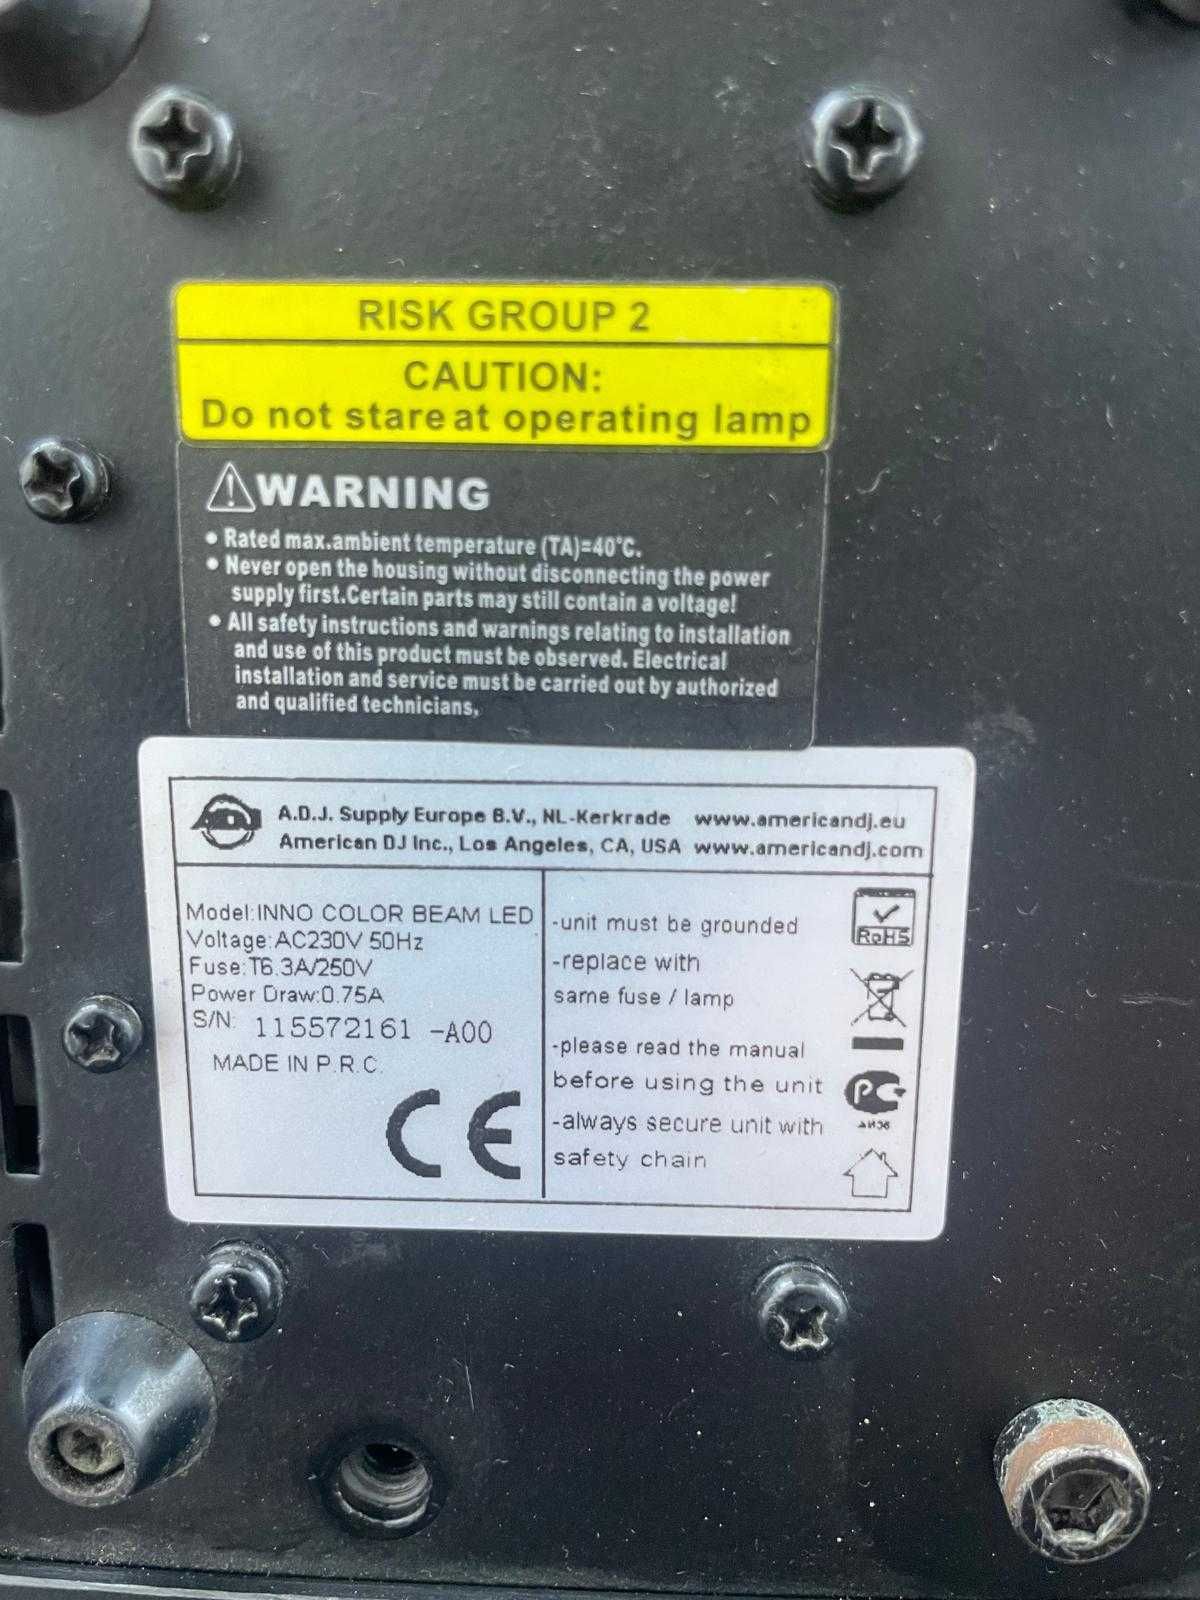 RISK GROUP 2
CAUTION:
Do not stare at operating lamp
WARNING
• Rated max.ambient temperature (TA)=40°C.
• Never open the housing without disconnecting the power
supply first.Certain parts may still contain a voltage!
• All safety instructions and warnings relating to installation
and use of this product must be observed. Electrical
installation and service must be carried out by authorized
and qualified technicians.
A.D.J. Supply Europe B.V., NL-Kerkrade www.americandj.eu
American DJ Inc., Los Angeles, CA, USA www.americandj.com
Model:INNO COLOR BEAM LED
Voltage:AC230V 50Hz
Fuse:T6.3A/250V
Power Draw:0.75A
S/N: 115572161 -A00
MADE IN P.R.C.
CE
-unit must be grounded
-replace with
same fuse / lamp
-please read the manual
before using the unit
-always secure unit with
safety chain
RoHS